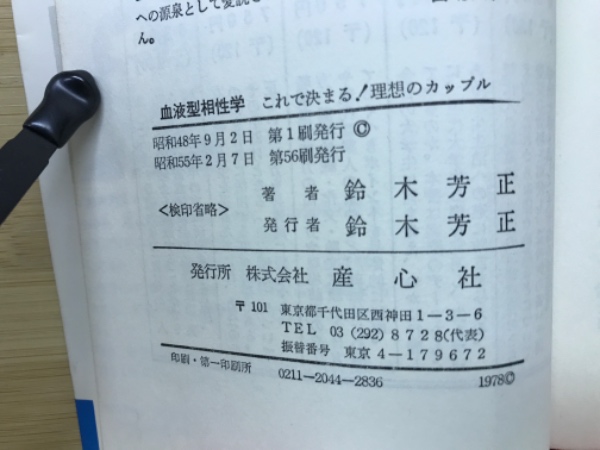 への源泉として愛読
ん。
血液型相性学 これで決まる!理想のカップル
昭和48年9月2日 第1刷発行 ©
昭和55年2月7日 第56刷発行
<検印省略>
著者 鈴木芳正
発行者 鈴木芳正
発行所 株式会社 産心社
〒101 東京都千代田区西神田1—3—6
TEL 03(292)8728(代表)
振替番号 東京4—179672
印刷・第一印刷所 0211—2044—2836 1978©